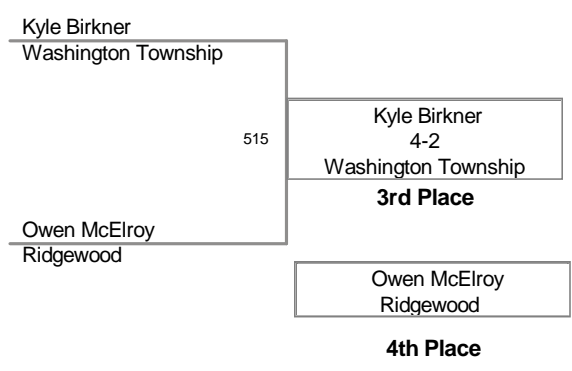 Kyle Birkner
Washington Township
515
Kyle Birkner
4-2
Washington Township
3rd Place
Owen McElroy
Ridgewood
Owen McElroy
Ridgewood
4th Place